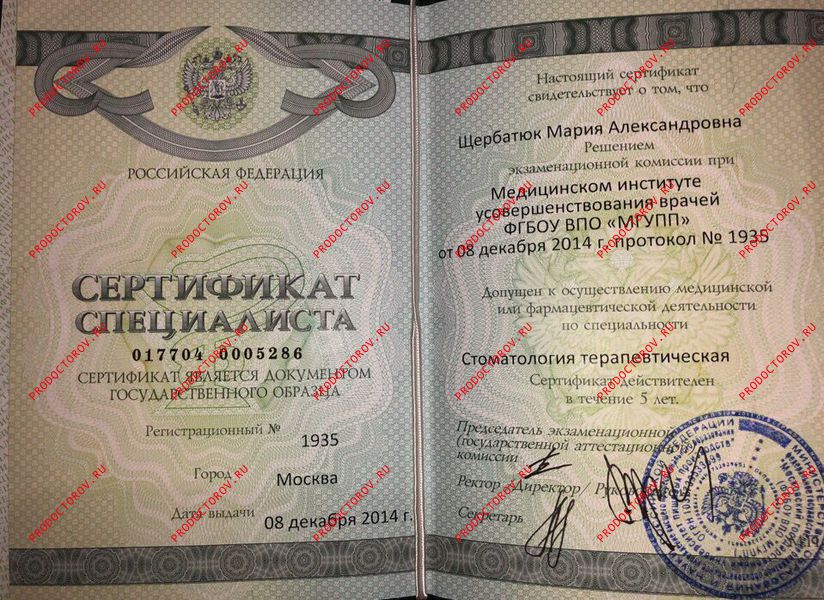 РОССИЙСКАЯ ФЕДЕРАЦИЯ
СЕРТИФИКАТ
СПЕЦИАЛИСТА
017704 0005286
СЕРТИФИКАТ ЯВЛЯЕТСЯ ДОКУМЕНТОМ
ГОСУДАРСТВЕННОГО ОБРАЗЦА
Регистрационный № 1935
Город Москва
Дата выдачи 08 декабря 2014 г.
Настоящий сертификат
свидетельствует о том, что
Щербатюк Мария Александровна
Решением
экзаменационной комиссии при
Медицинском институте
усовершенствования врачей
ФГБОУ ВПО «МГУПП»
от 08 декабря 2014 г. протокол № 1935
Допущен к осуществлению медицинской
или фармацевтической деятельности
по специальности
Стоматология терапевтическая
Сертификат действителен
в течение 5 лет.
Председатель экзаменационной
(государственной аттестационной)
комиссии
Ректор /Директор/
Секретарь
PRODOCTOROV.RU